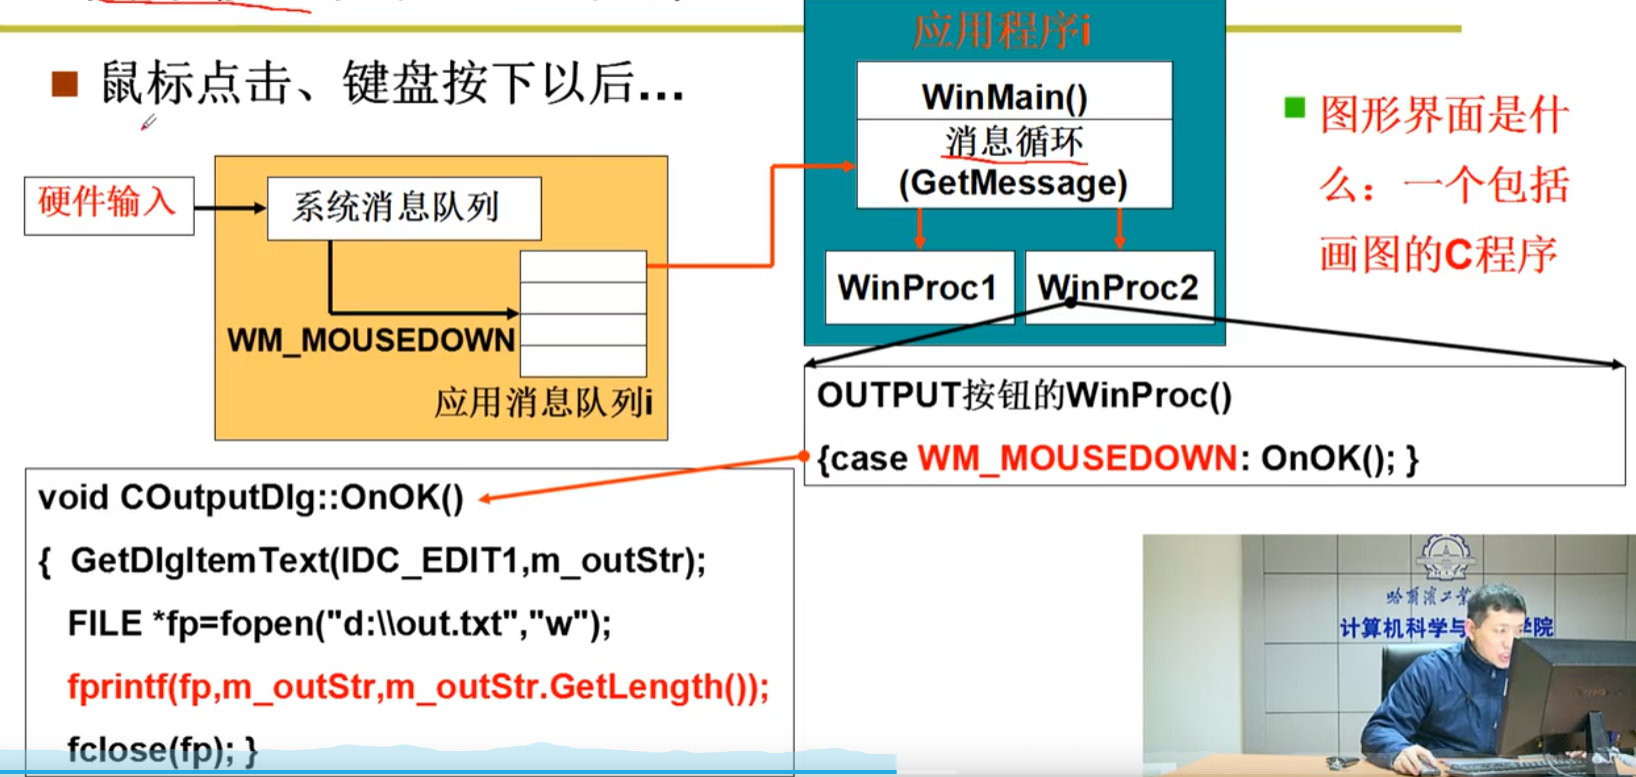 鼠标点击、键盘按下以后...
应用程序i
WinMain()
消息循环
(GetMessage)
WinProc1
WinProc2
图形界面是什
么：一个包括
画图的C程序
硬件输入
系统消息队列
WM_MOUSEDOWN
应用消息队列i
OUTPUT按钮的WinProc()
{case WM_MOUSEDOWN: OnOK(); }
void COutputDlg::OnOK()
{ GetDlgItemText(IDC_EDIT1,m_outStr);
FILE *fp=fopen("d:\\out.txt","w");
fprintf(fp,m_outStr,m_outStr.GetLength());
fclose(fp); }
哈尔滨工业
计算机科学与
学院